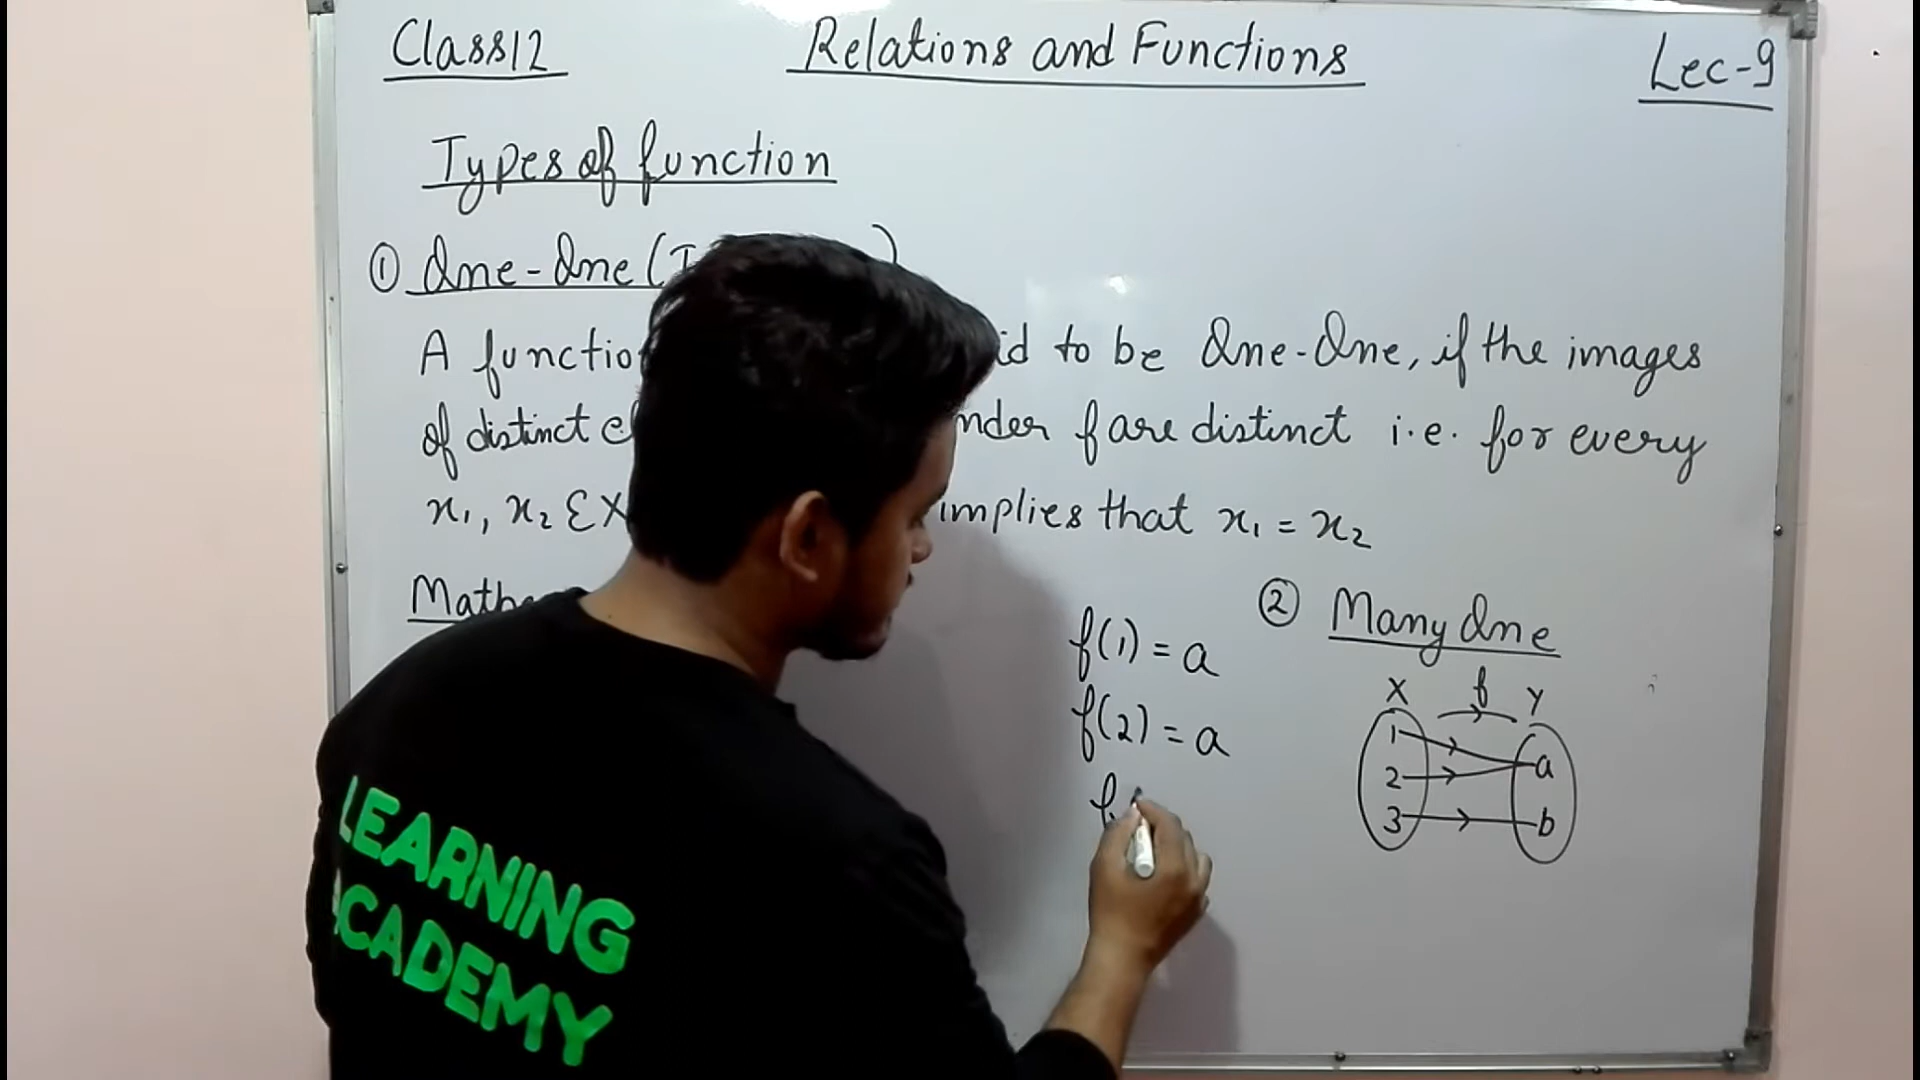 Class 12 Relations and Functions Lec-9
Types of function
① One-One (I )
A function id to be One-One, if the images
of distinct under f are distinct i.e. for every
x₁, x₂ ∈ X implies that x₁ = x₂
② Many One
f(1) = a
f(2) = a
f
X f Y
1
2
3
a
b
LEARNING
ACADEMY